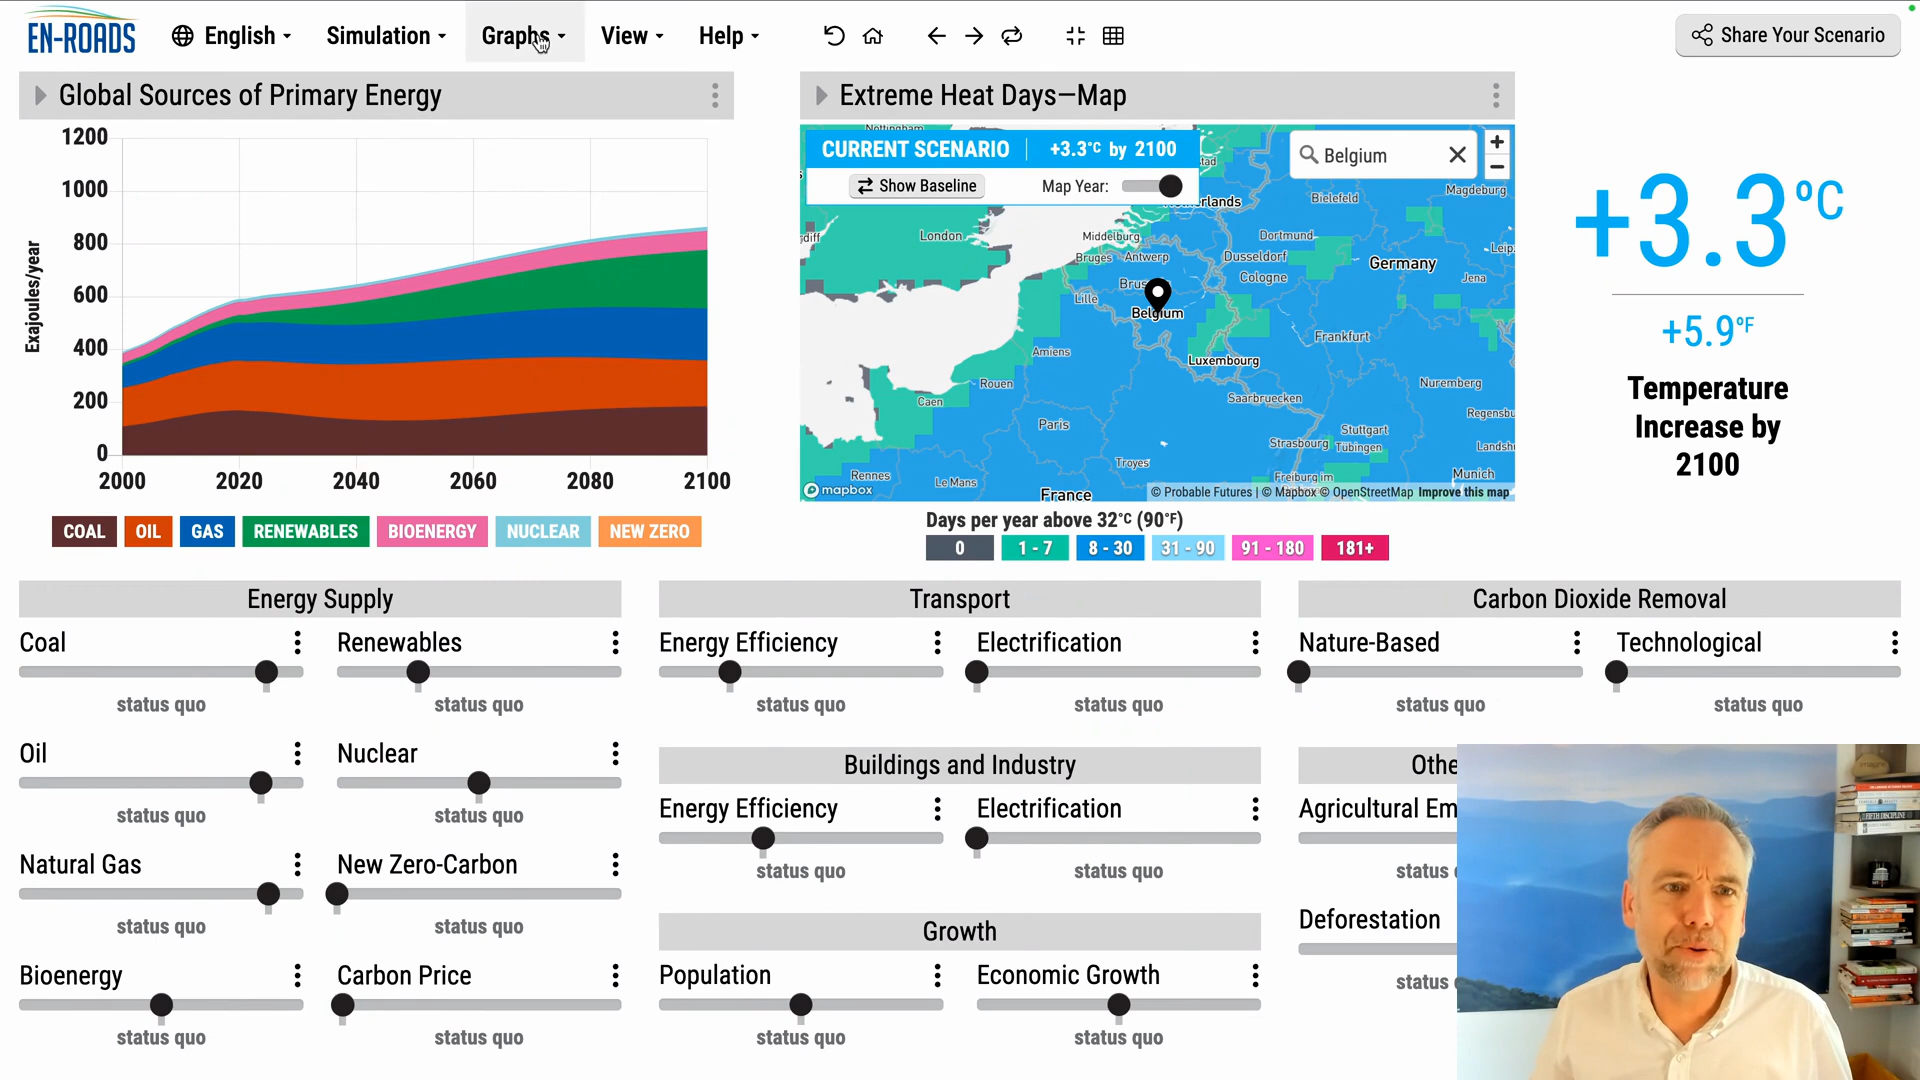 EN-ROADS
English
Simulation
Graphs
View
Help
Share Your Scenario
Global Sources of Primary Energy
Exajoules/year
1200
1000
800
600
400
200
0
2000 2020 2040 2060 2080 2100
COAL OIL GAS RENEWABLES BIOENERGY NUCLEAR NEW ZERO
Extreme Heat Days—Map
CURRENT SCENARIO +3.3°C by 2100
Show Baseline Map Year:
Belgium
+
−
Nottingham
London
Middelburg
Bruges
Antwerp
Lille
Belgium
Amiens
Rouen
Caen
Rennes
Le Mans
Paris
Troyes
France
Luxembourg
Bielefeld
Magdeburg
Dortmund
Dusseldorf
Cologne
Germany
Jena
Frankfurt
Nuremberg
Saarbruecken
Stuttgart
Strasbourg
Tübingen
Freiburg im
Munich
mapbox
© Probable Futures | © Mapbox © OpenStreetMap Improve this map
Days per year above 32°C (90°F)
0 1 - 7 8 - 30 31 - 90 91 - 180 181+
+3.3°C
+5.9°F
Temperature
Increase by
2100
Energy Supply
Coal
status quo
Renewables
status quo
Oil
status quo
Nuclear
status quo
Natural Gas
status quo
New Zero-Carbon
status quo
Bioenergy
status quo
Carbon Price
status quo
Transport
Energy Efficiency
status quo
Electrification
status quo
Buildings and Industry
Energy Efficiency
status quo
Electrification
status quo
Growth
Population
status quo
Economic Growth
status quo
Carbon Dioxide Removal
Nature-Based
status quo
Technological
status quo
Othe
Agricultural Em
status
Deforestation
status